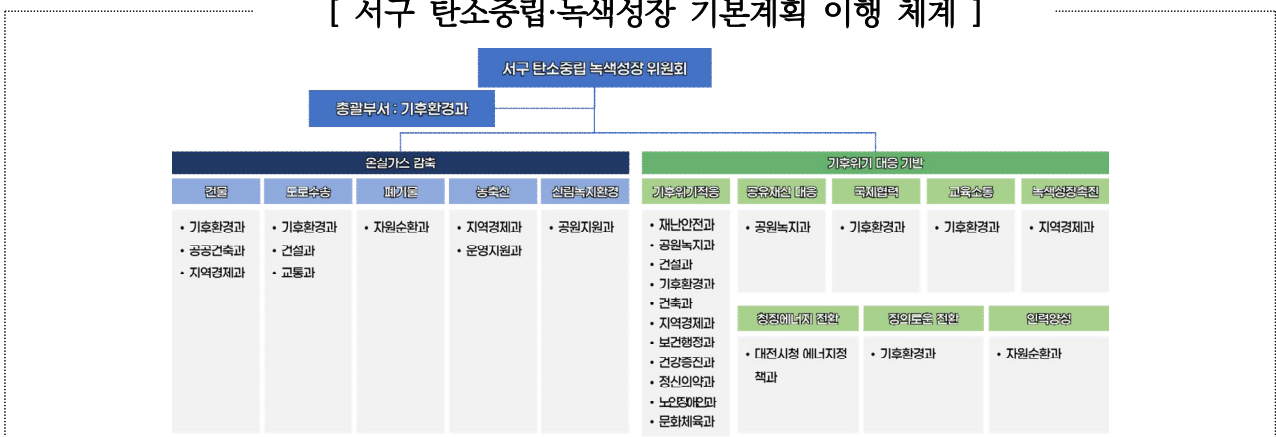 [ 서구 탄소중립·녹색성장 기본계획 이행 체계 ]
서구 탄소중립 녹색성장 위원회
총괄부서 : 기후환경과
온실가스 감축
건물
도로수송
폐기물
농축산
산림녹지환경
• 기후환경과
• 공공건축과
• 지역경제과
• 기후환경과
• 건설과
• 교통과
• 자원순환과
• 지역경제과
• 운영지원과
• 공원지원과
기후위기 대응 기반
기후위기적응
공유재산 대응
국제협력
교육소통
녹색성장촉진
• 재난안전과
• 공원녹지과
• 건설과
• 기후환경과
• 건축과
• 지역경제과
• 보건행정과
• 건강증진과
• 정신의약과
• 노인장애인과
• 문화체육과
• 공원녹지과
• 기후환경과
• 기후환경과
• 지역경제과
청정에너지 전환
정의로운 전환
인력양성
• 대전시청 에너지정
책과
• 기후환경과
• 자원순환과